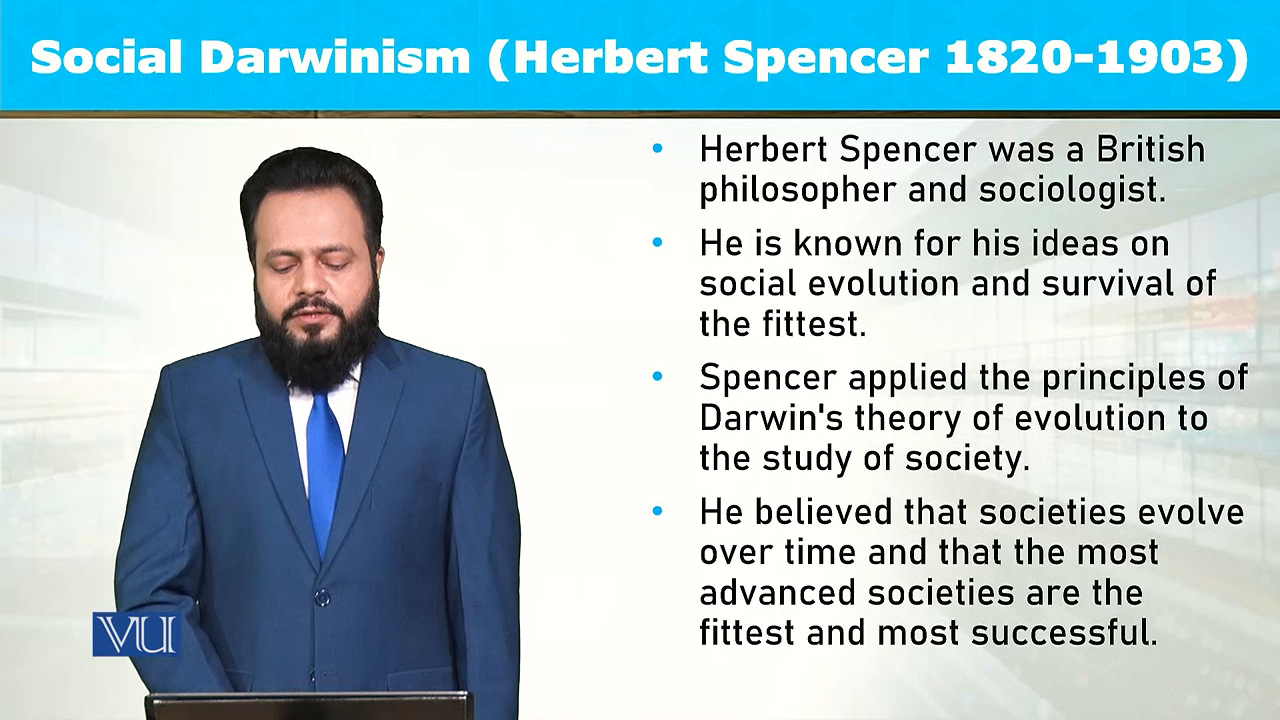 Social Darwinism (Herbert Spencer 1820-1903)
• Herbert Spencer was a British
philosopher and sociologist.
• He is known for his ideas on
social evolution and survival of
the fittest.
• Spencer applied the principles of
Darwin's theory of evolution to
the study of society.
• He believed that societies evolve
over time and that the most
advanced societies are the
fittest and most successful.
VU